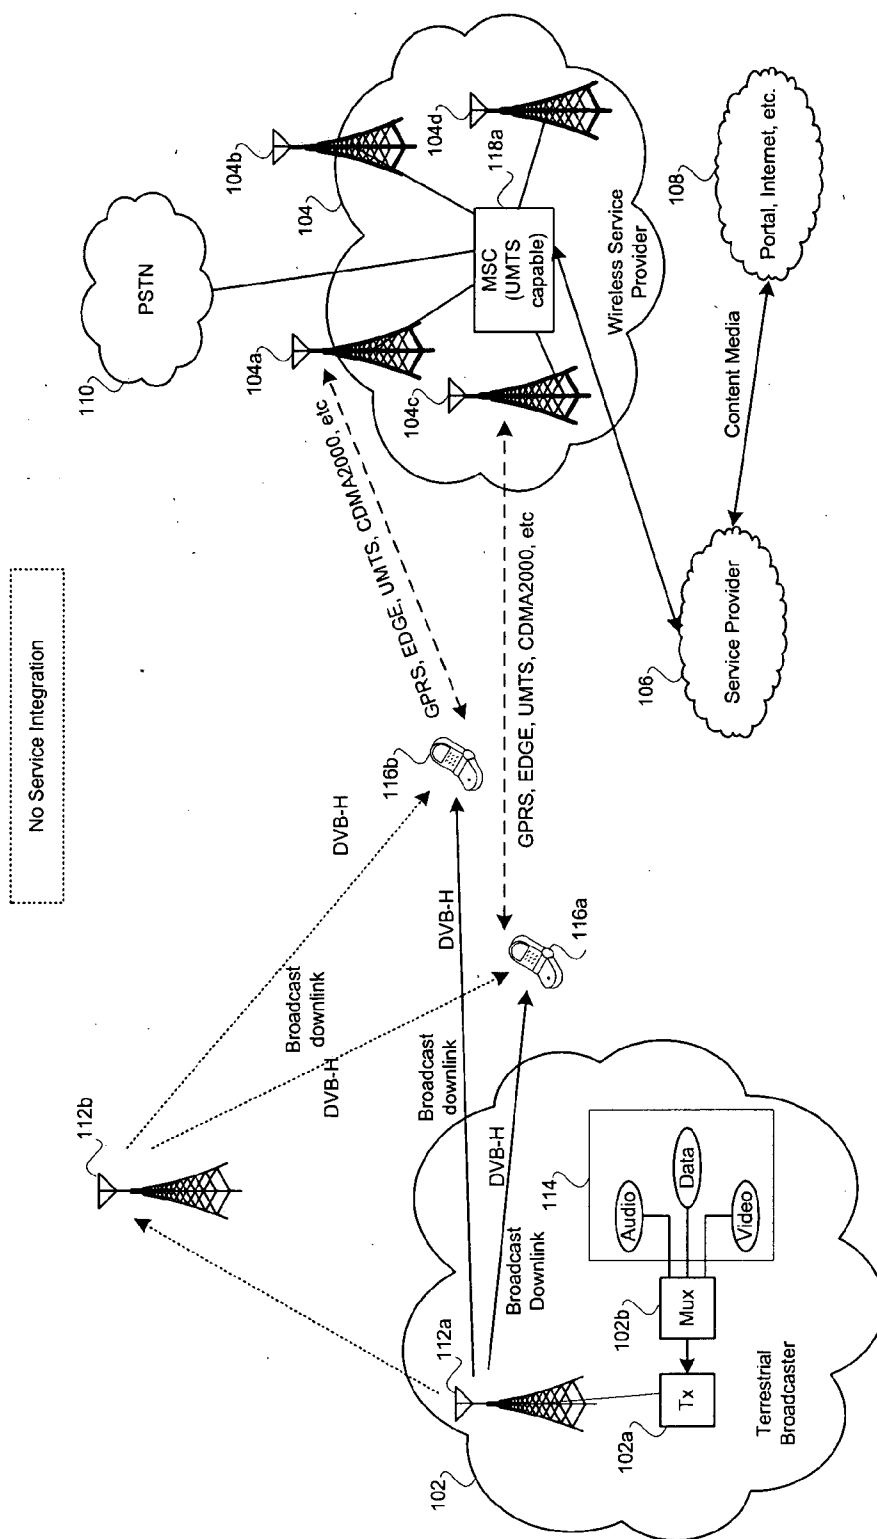 No Service Integration
110
PSTN
104b
104
104a
104d
118a
104c
MSC
(UMTS
capable)
Wireless Service
Provider
108
Portal, Internet, etc.
Content Media
106
Service Provider
GPRS, EDGE, UMTS, CDMA2000, etc
GPRS, EDGE, UMTS, CDMA2000, etc
116b
116a
DVB-H
DVB-H
Broadcast
downlink
DVB-H
Broadcast
downlink
DVB-H
Broadcast
Downlink
112b
112a
102
114
Audio
Data
Video
102b
Mux
102a
Tx
Terrestrial
Broadcaster